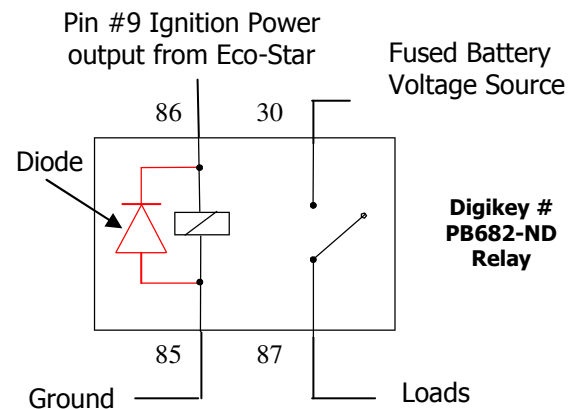 Pin #9 Ignition Power
output from Eco-Star
Fused Battery
Voltage Source
86
30
Diode
Digikey #
PB682-ND
Relay
85
87
Ground
Loads